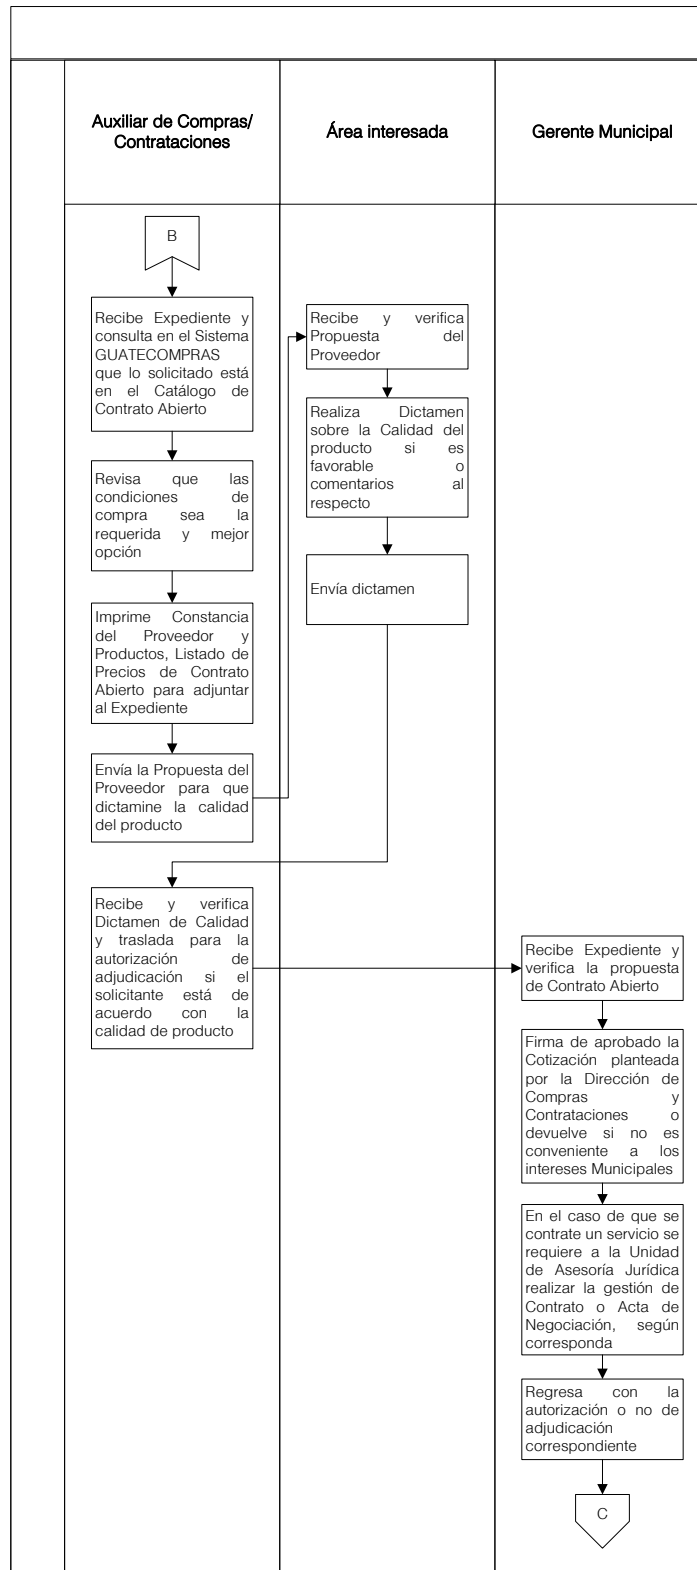 Auxiliar de Compras/
Contrataciones
Área interesada
Gerente Municipal
B
Recibe Expediente y
consulta en el Sistema
GUATECOMPRAS
que lo solicitado está
en el Catálogo de
Contrato Abierto
Revisa que las
condiciones de
compra sea la
requerida y mejor
opción
Imprime Constancia
del Proveedor y
Productos, Listado de
Precios de Contrato
Abierto para adjuntar
al Expediente
Envía la Propuesta del
Proveedor para que
dictamine la calidad
del producto
Recibe y verifica
Propuesta del
Proveedor
Realiza Dictamen
sobre la Calidad del
producto si es
favorable o
comentarios al
respecto
Envía dictamen
Recibe y verifica
Dictamen de Calidad
y traslada para la
autorización de
adjudicación si el
solicitante está de
acuerdo con la
calidad de producto
Recibe Expediente y
verifica la propuesta
de Contrato Abierto
Firma de aprobado la
Cotización planteada
por la Dirección de
Compras y
Contrataciones o
devuelve si no es
conveniente a los
intereses Municipales
En el caso de que se
contrate un servicio se
requiere a la Unidad
de Asesoría Jurídica
realizar la gestión de
Contrato o Acta de
Negociación, según
corresponda
Regresa con la
autorización o no de
adjudicación
correspondiente
C